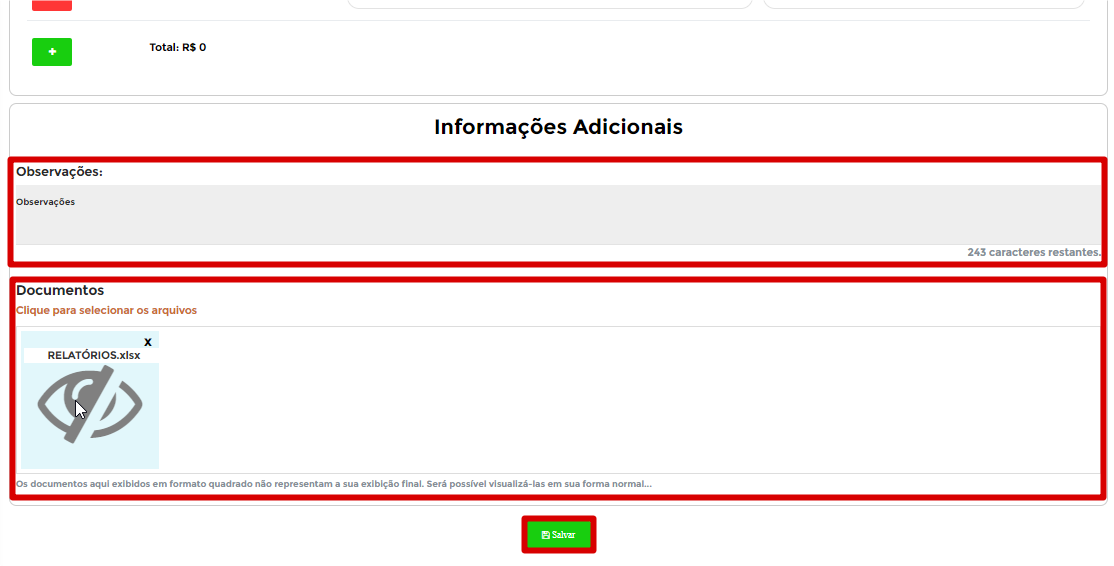 +
Total: R$ 0
Informações Adicionais
Observações:
Observações
243 caracteres restantes.
Documentos
Clique para selecionar os arquivos
X
RELATÓRIOS.xlsx
Os documentos aqui exibidos em formato quadrado não representam a sua exibição final. Será possível visualizá-las em sua forma normal...
Salvar